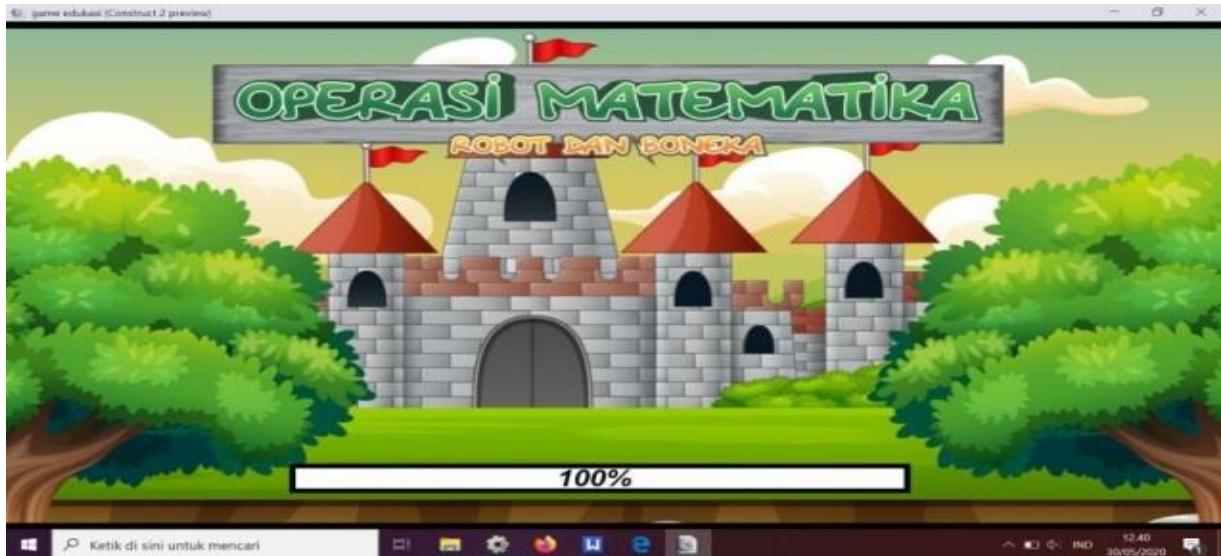 game edukasi (Construct 2 preview)
OPERASI MATEMATIKA
ROBOT DAN BONEKA
100%
Ketik di sini untuk mencari
IND
12.40
30/05/2020